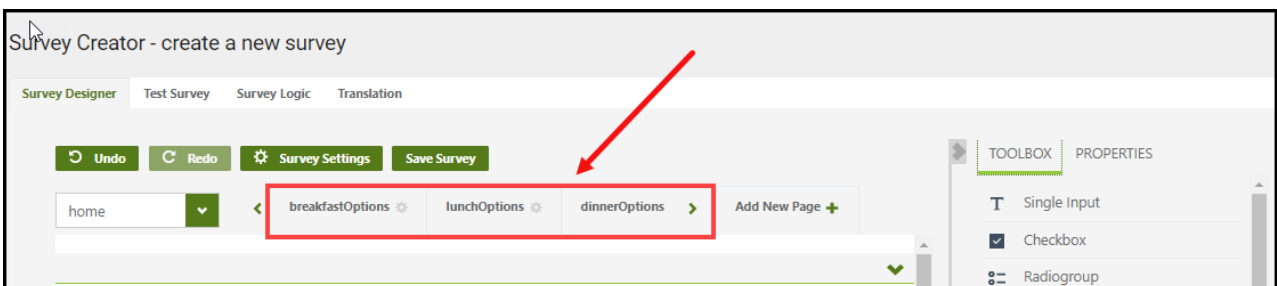 Survey Creator - create a new survey
Survey Designer Test Survey Survey Logic Translation
Undo Redo Survey Settings Save Survey
TOOLBOX PROPERTIES
home breakfastOptions lunchOptions dinnerOptions Add New Page +
Single Input
Checkbox
Radiogroup